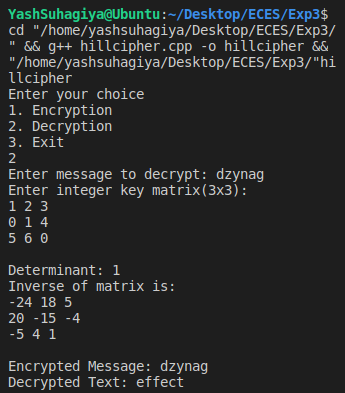 YashSuhagiya@Ubuntu:~/Desktop/ECES/Exp3$
cd "/home/yashsuhagiya/Desktop/ECES/Exp3/
" && g++ hillcipher.cpp -o hillcipher &&
"/home/yashsuhagiya/Desktop/ECES/Exp3/"hi
llcipher
Enter your choice
1. Encryption
2. Decryption
3. Exit
2
Enter message to decrypt: dzynag
Enter integer key matrix(3x3):
1 2 3
0 1 4
5 6 0
Determinant: 1
Inverse of matrix is:
-24 18 5
20 -15 -4
-5 4 1
Encrypted Message: dzynag
Decrypted Text: effect